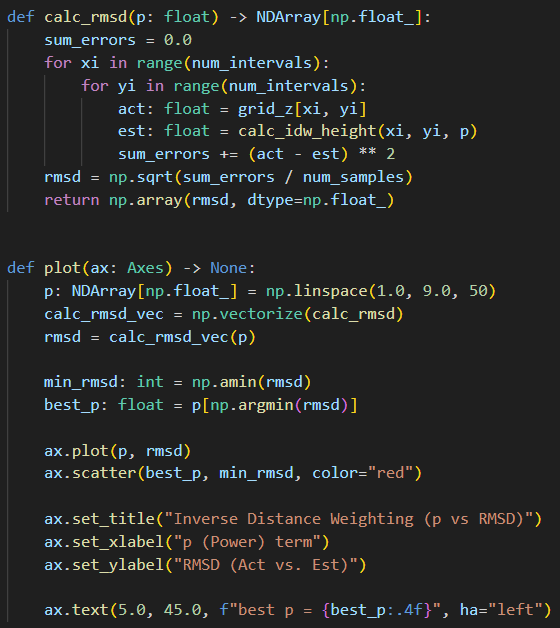 def calc_rmsd(p: float) -> NDArray[np.float_]:
    sum_errors = 0.0
    for xi in range(num_intervals):
        for yi in range(num_intervals):
            act: float = grid_z[xi, yi]
            est: float = calc_idw_height(xi, yi, p)
            sum_errors += (act - est) ** 2
    rmsd = np.sqrt(sum_errors / num_samples)
    return np.array(rmsd, dtype=np.float_)

def plot(ax: Axes) -> None:
    p: NDArray[np.float_] = np.linspace(1.0, 9.0, 50)
    calc_rmsd_vec = np.vectorize(calc_rmsd)
    rmsd = calc_rmsd_vec(p)

    min_rmsd: int = np.amin(rmsd)
    best_p: float = p[np.argmin(rmsd)]

    ax.plot(p, rmsd)
    ax.scatter(best_p, min_rmsd, color="red")

    ax.set_title("Inverse Distance Weighting (p vs RMSD)")
    ax.set_xlabel("p (Power) term")
    ax.set_ylabel("RMSD (Act vs. Est)")

    ax.text(5.0, 45.0, f"best p = {best_p:.4f}", ha="left")